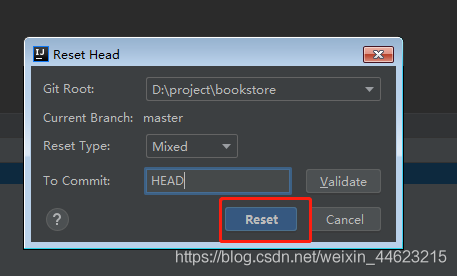 Reset Head
Git Root: D:\project\bookstore
Current Branch: master
Reset Type: Mixed
To Commit: HEAD Validate
? Reset Cancel
https://blog.csdn.net/weixin_44623215